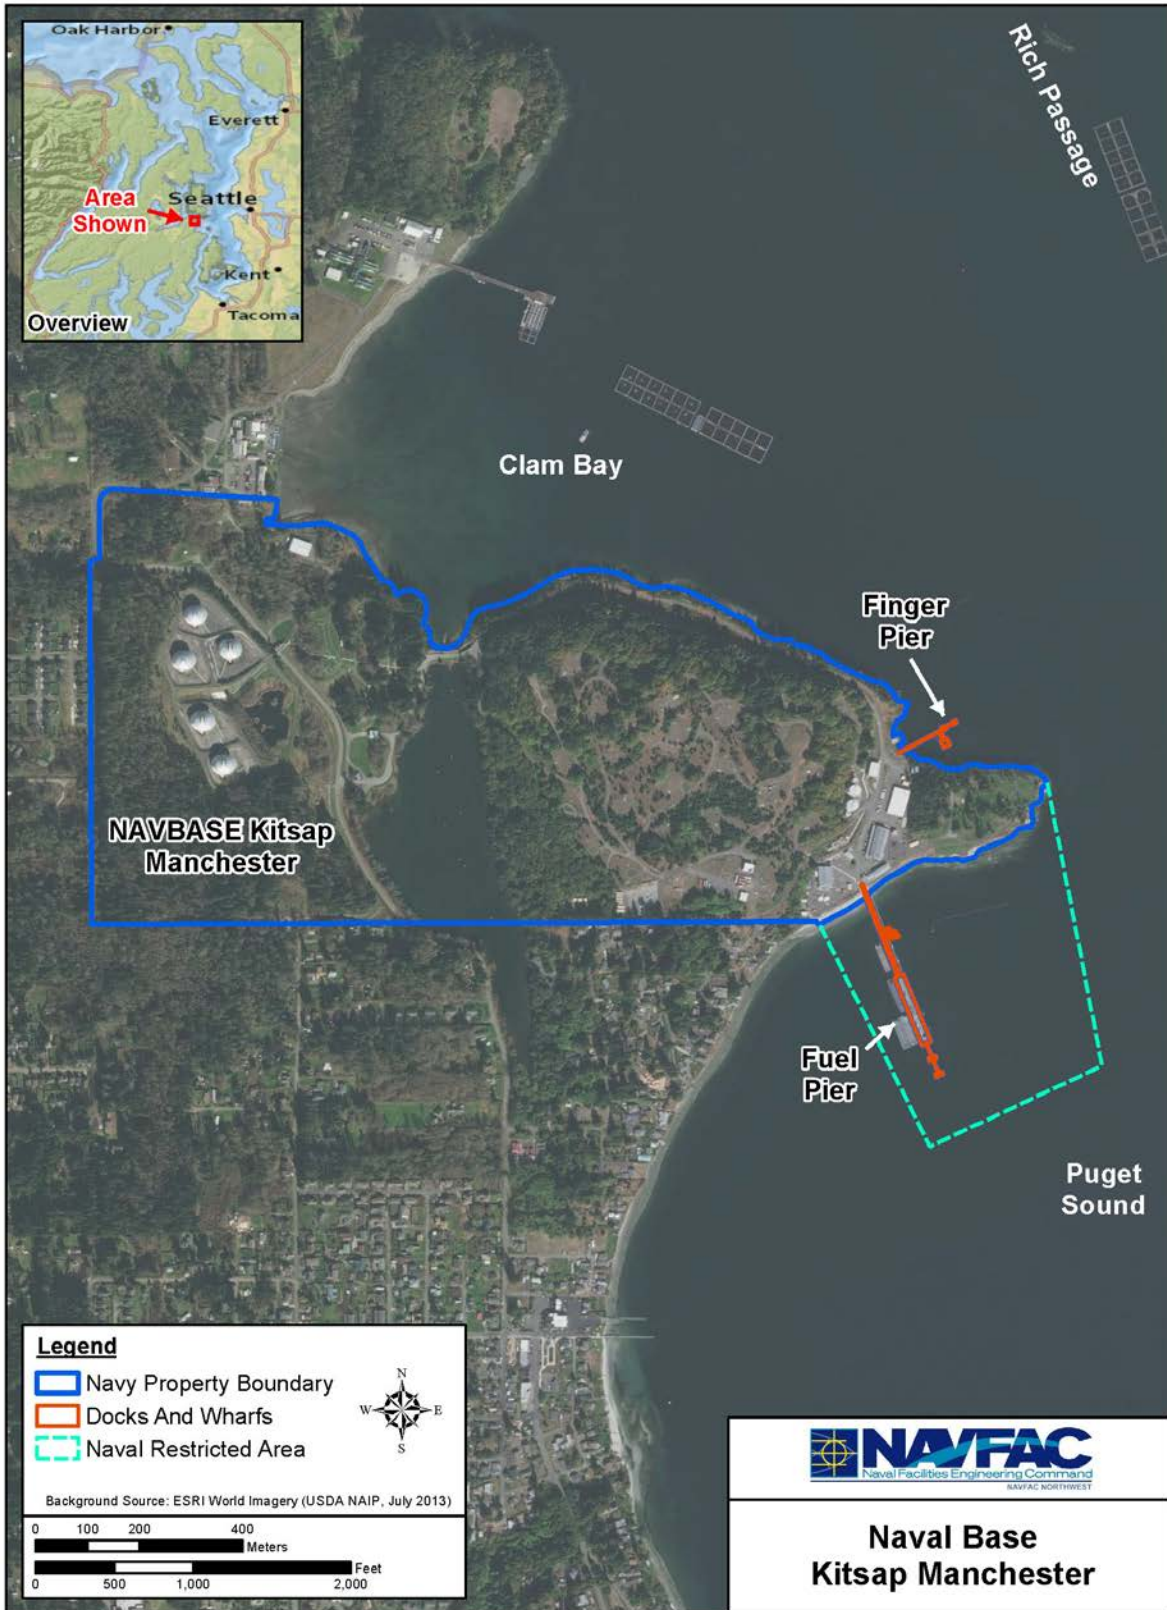 Oak Harbor
Everett
Area
Shown
Seattle
Kent
Tacoma
Overview
Rich Passage
Clam Bay
Finger
Pier
NAVBASE Kitsap
Manchester
Fuel
Pier
Puget
Sound
Legend
Navy Property Boundary
Docks And Wharfs
Naval Restricted Area
N
W E
S
Background Source: ESRI World Imagery (USDA NAIP, July 2013)
0 100 200 400
Meters
Feet
0 500 1,000 2,000
NAVFAC
Naval Facilities Engineering Command
NAVFAC NORTHWEST
Naval Base
Kitsap Manchester